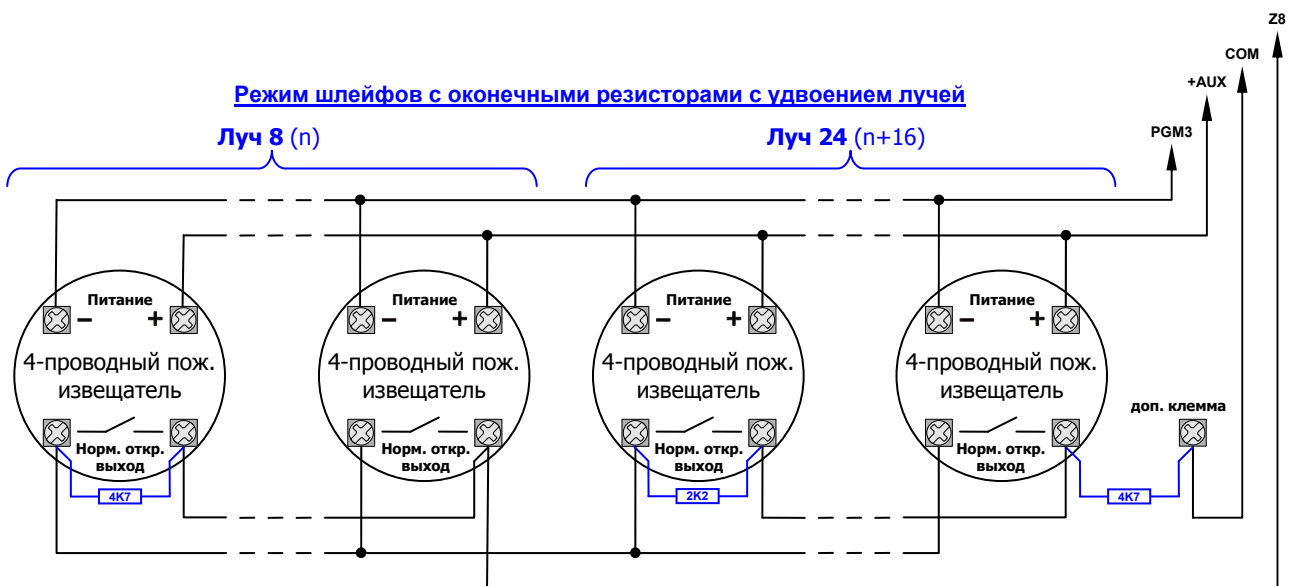 Z8
COM
+AUX
PGM3
Режим шлейфов с оконечными резисторами с удвоением лучей
Луч 8 (n)
Луч 24 (n+16)
Питание
− +
4-проводный пож.
извещатель
Норм. откр.
выход
4K7
Питание
− +
4-проводный пож.
извещатель
Норм. откр.
выход
Питание
− +
4-проводный пож.
извещатель
Норм. откр.
выход
2K2
Питание
− +
4-проводный пож.
извещатель
Норм. откр.
выход
4K7
доп. клемма